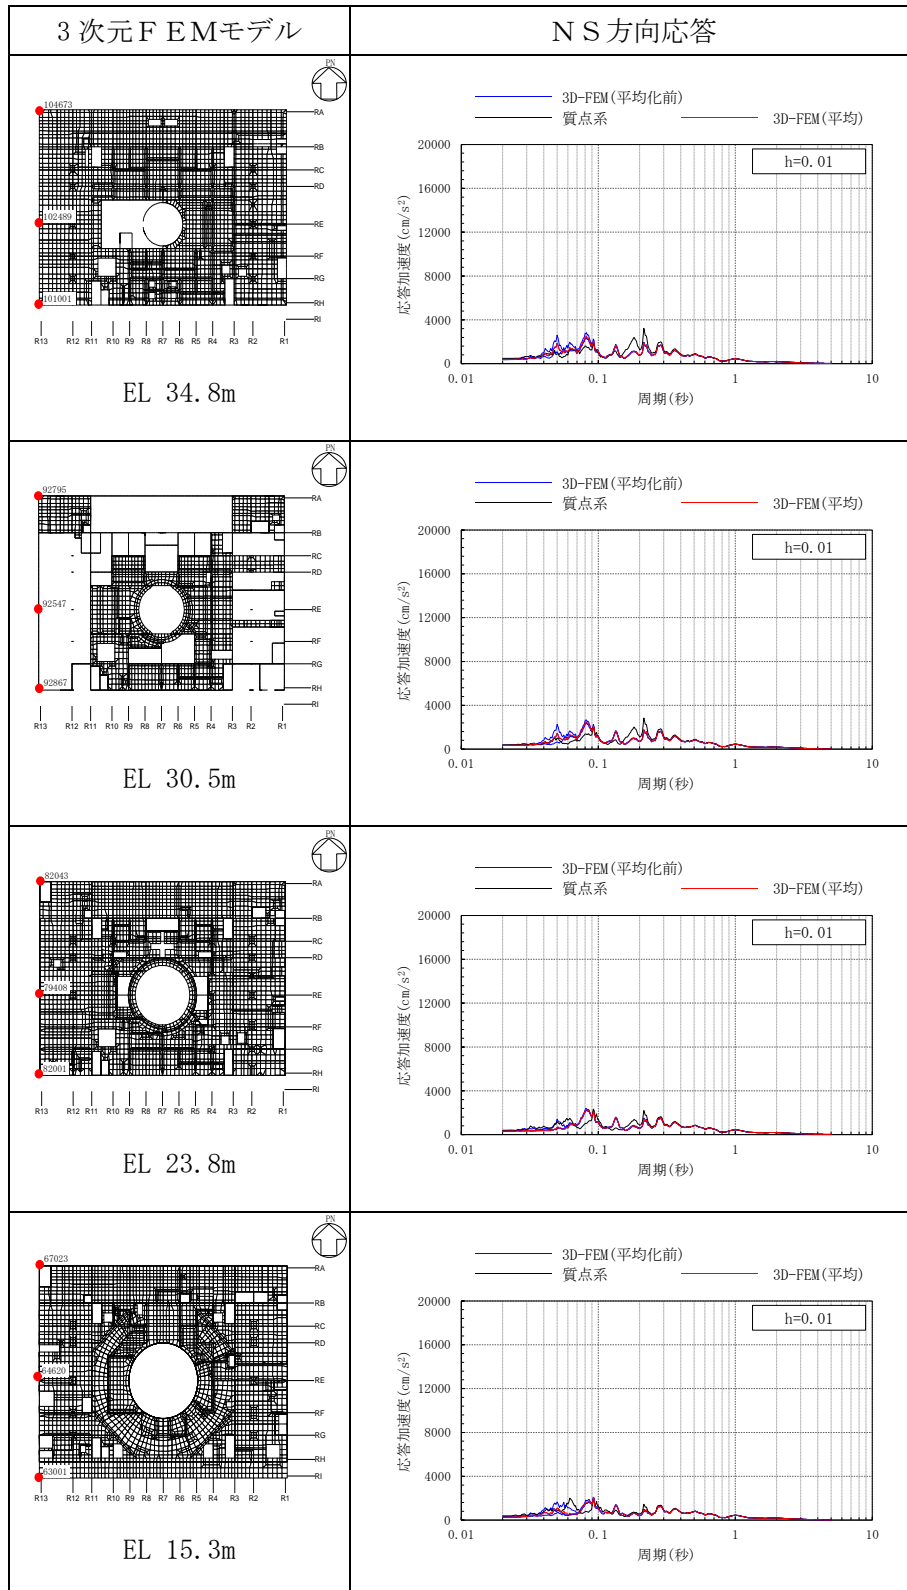 ３次元ＦＥＭモデル
ＮＳ方向応答
PN
104673
102489
101001
RA
RB
RC
RD
RE
RF
RG
RH
RI
R13 R12 R11 R10 R9 R8 R7 R6 R5 R4 R3 R2 R1
EL 34.8m
3D-FEM(平均化前)
質点系 3D-FEM(平均)
h=0.01
応答加速度(cm/s²)
20000
16000
12000
8000
4000
0
0.01 0.1 1 10
周期(秒)
PN
92795
92547
92867
RA
RB
RC
RD
RE
RF
RG
RH
RI
R13 R12 R11 R10 R9 R8 R7 R6 R5 R4 R3 R2 R1
EL 30.5m
3D-FEM(平均化前)
質点系 3D-FEM(平均)
h=0.01
応答加速度(cm/s²)
20000
16000
12000
8000
4000
0
0.01 0.1 1 10
周期(秒)
PN
82043
79408
82001
RA
RB
RC
RD
RE
RF
RG
RH
RI
R13 R12 R11 R10 R9 R8 R7 R6 R5 R4 R3 R2 R1
EL 23.8m
3D-FEM(平均化前)
質点系 3D-FEM(平均)
h=0.01
応答加速度(cm/s²)
20000
16000
12000
8000
4000
0
0.01 0.1 1 10
周期(秒)
PN
67023
64620
63001
RA
RB
RC
RD
RE
RF
RG
RH
RI
R13 R12 R11 R10 R9 R8 R7 R6 R5 R4 R3 R2 R1
EL 15.3m
3D-FEM(平均化前)
質点系 3D-FEM(平均)
h=0.01
応答加速度(cm/s²)
20000
16000
12000
8000
4000
0
0.01 0.1 1 10
周期(秒)